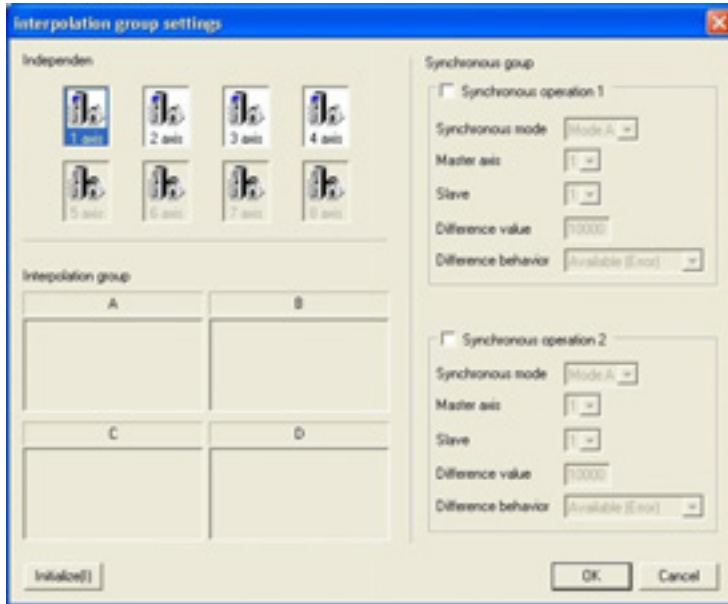 Interpolation group settings
Independen
1 axis
2 axis
3 axis
4 axis
5 axis
6 axis
7 axis
8 axis
Interpolation group
A
B
C
D
Initialize(I)
Synchronous goup
Synchronous operation 1
Synchronous mode
Mode A
Master axis
1
Slave
1
Difference value
10000
Difference behavior
Available (Error)
Synchronous operation 2
Synchronous mode
Mode A
Master axis
1
Slave
1
Difference value
10000
Difference behavior
Available (Error)
OK
Cancel